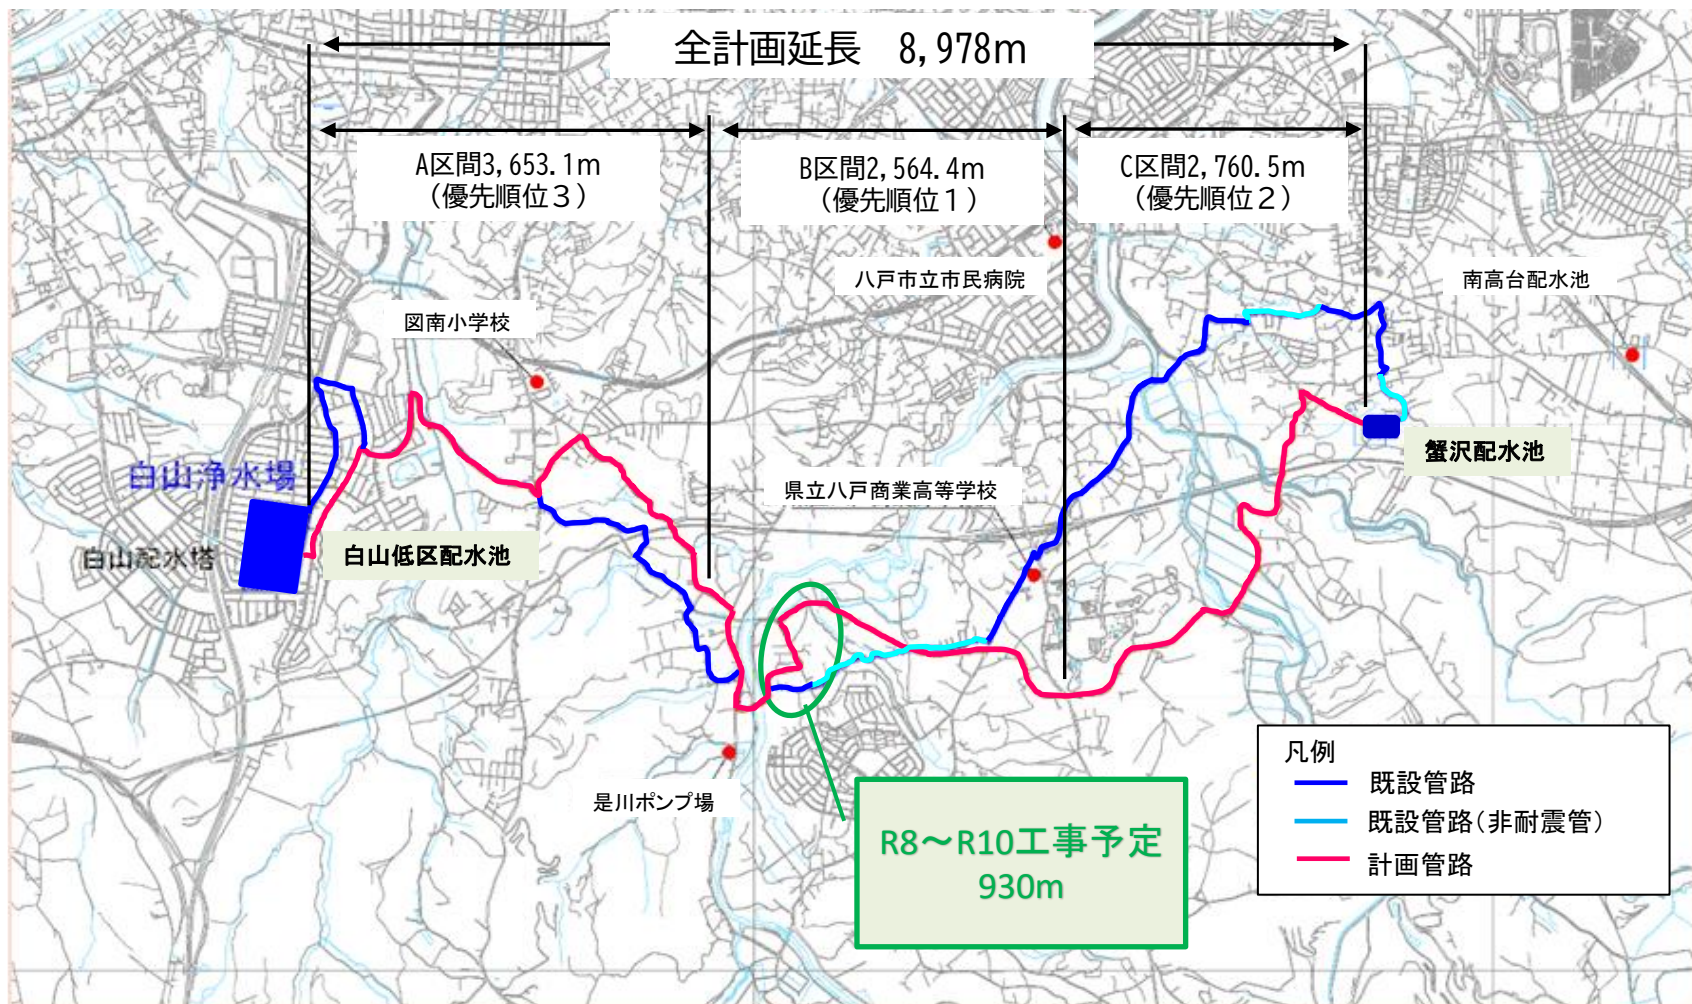 全計画延長　8,978m
A区間3,653.1m
（優先順位３）
B区間2,564.4m
（優先順位１）
C区間2,760.5m
（優先順位２）
八戸市立市民病院
南高台配水池
図南小学校
蟹沢配水池
白山浄水場
県立八戸商業高等学校
白山配水塔
白山低区配水池
是川ポンプ場
R8～R10工事予定
930m
凡例
既設管路
既設管路（非耐震管）
計画管路